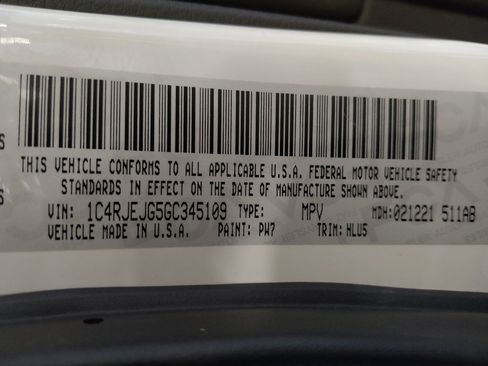 THIS VEHICLE CONFORMS TO ALL APPLICABLE U.S.A. FEDERAL MOTOR VEHICLE SAFETY
STANDARDS IN EFFECT ON THE DATE OF MANUFACTURE SHOWN ABOVE.
VIN: 1C4RJEJG5GC345109 TYPE: MPV MDH:021221 511AB
VEHICLE MADE IN U.S.A. PAINT: PW7 TRIM: HLU5